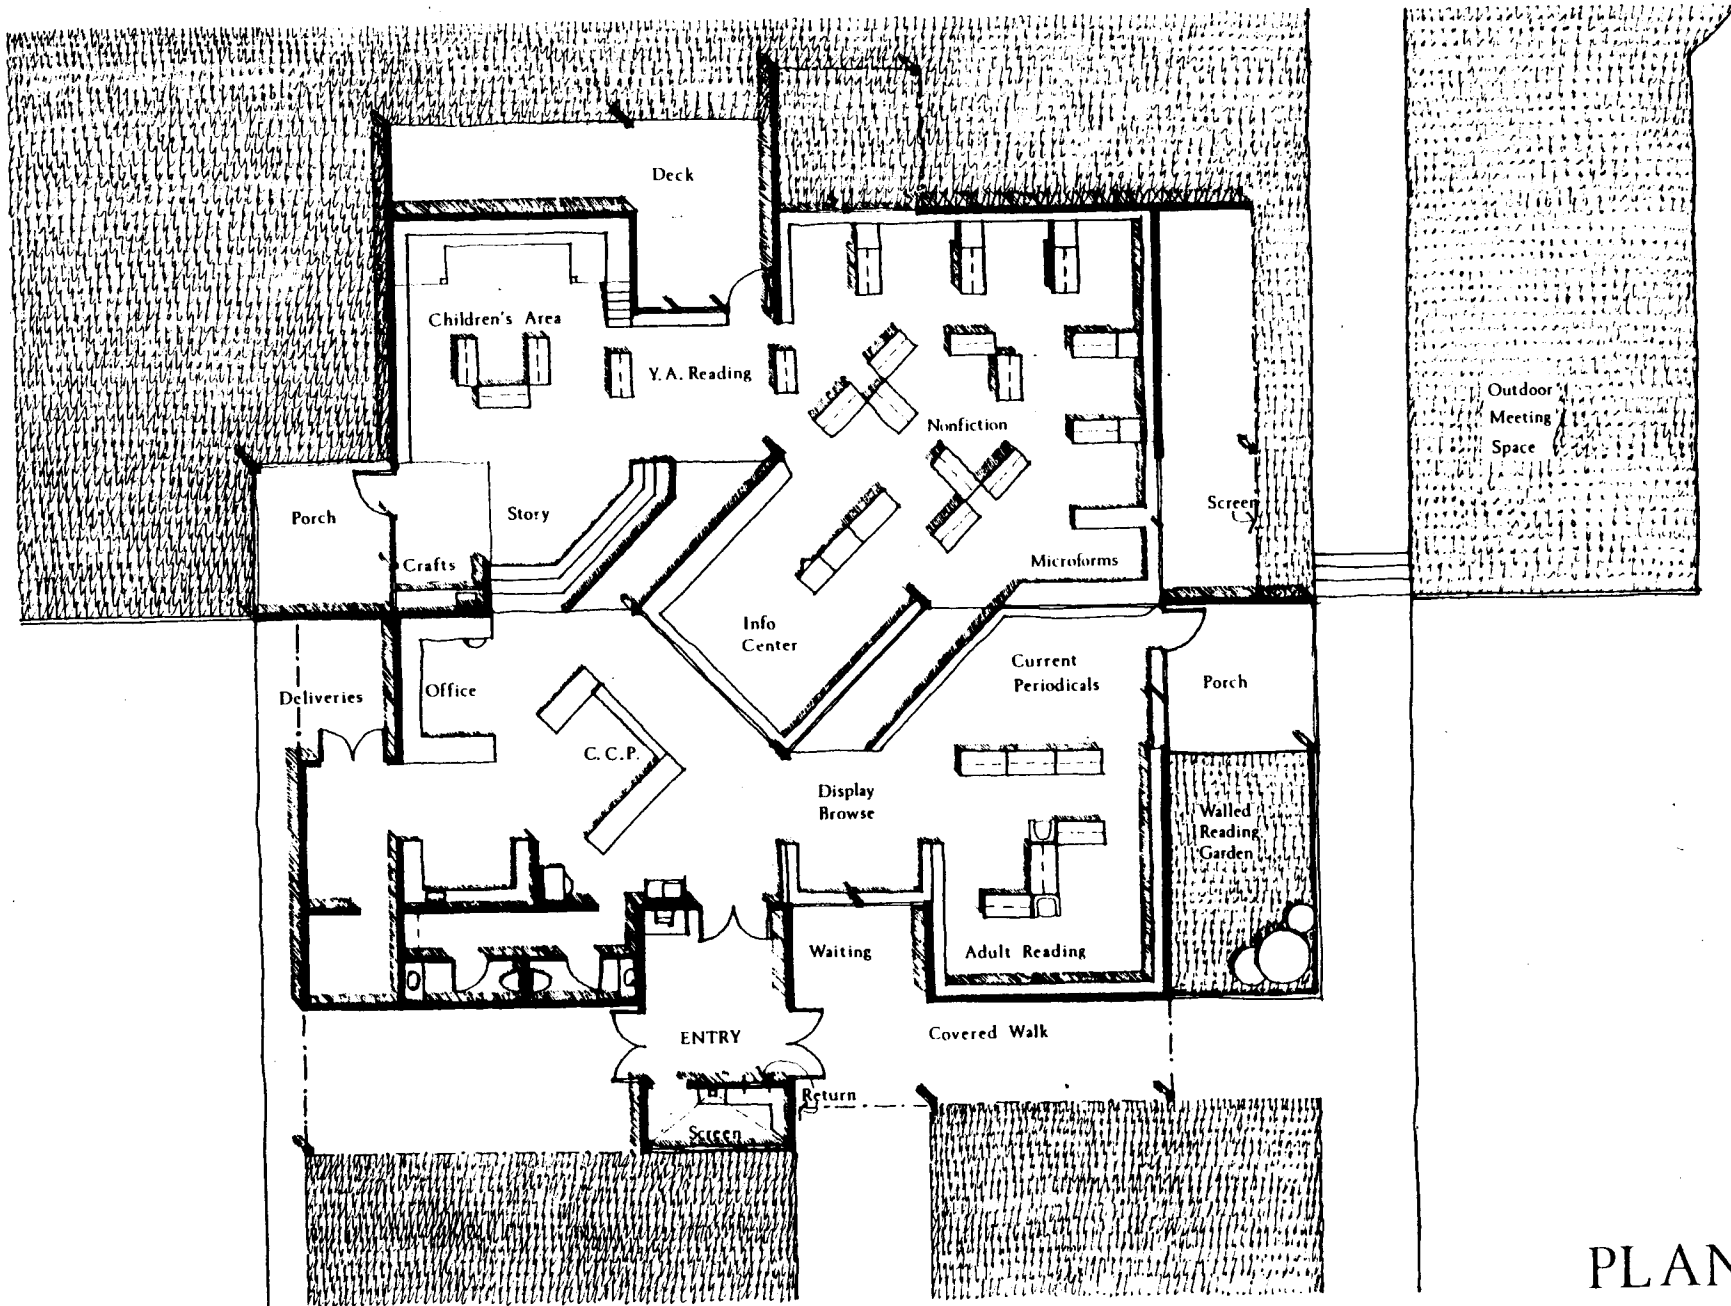 Deck
Children's Area
Y. A. Reading
Outdoor
Meeting
Space
Nonfiction
Porch
Story
Screen
Crafts
Microforms
Info
Center
Current
Periodicals
Deliveries
Office
Porch
C. C. P.
Display
Browse
Walled
Reading
Garden
Waiting
Adult Reading
ENTRY
Covered Walk
Return
Screen
PLAN